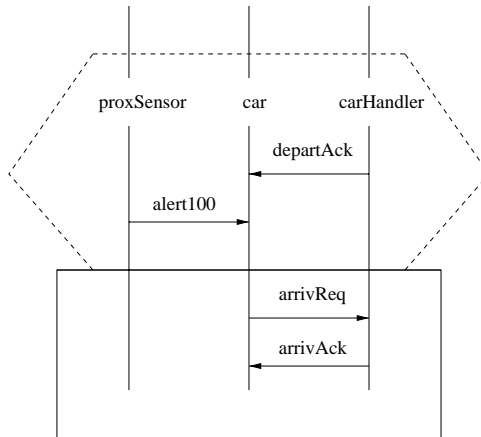 proxSensor car carHandler
departAck
alert100
arrivReq
arrivAck